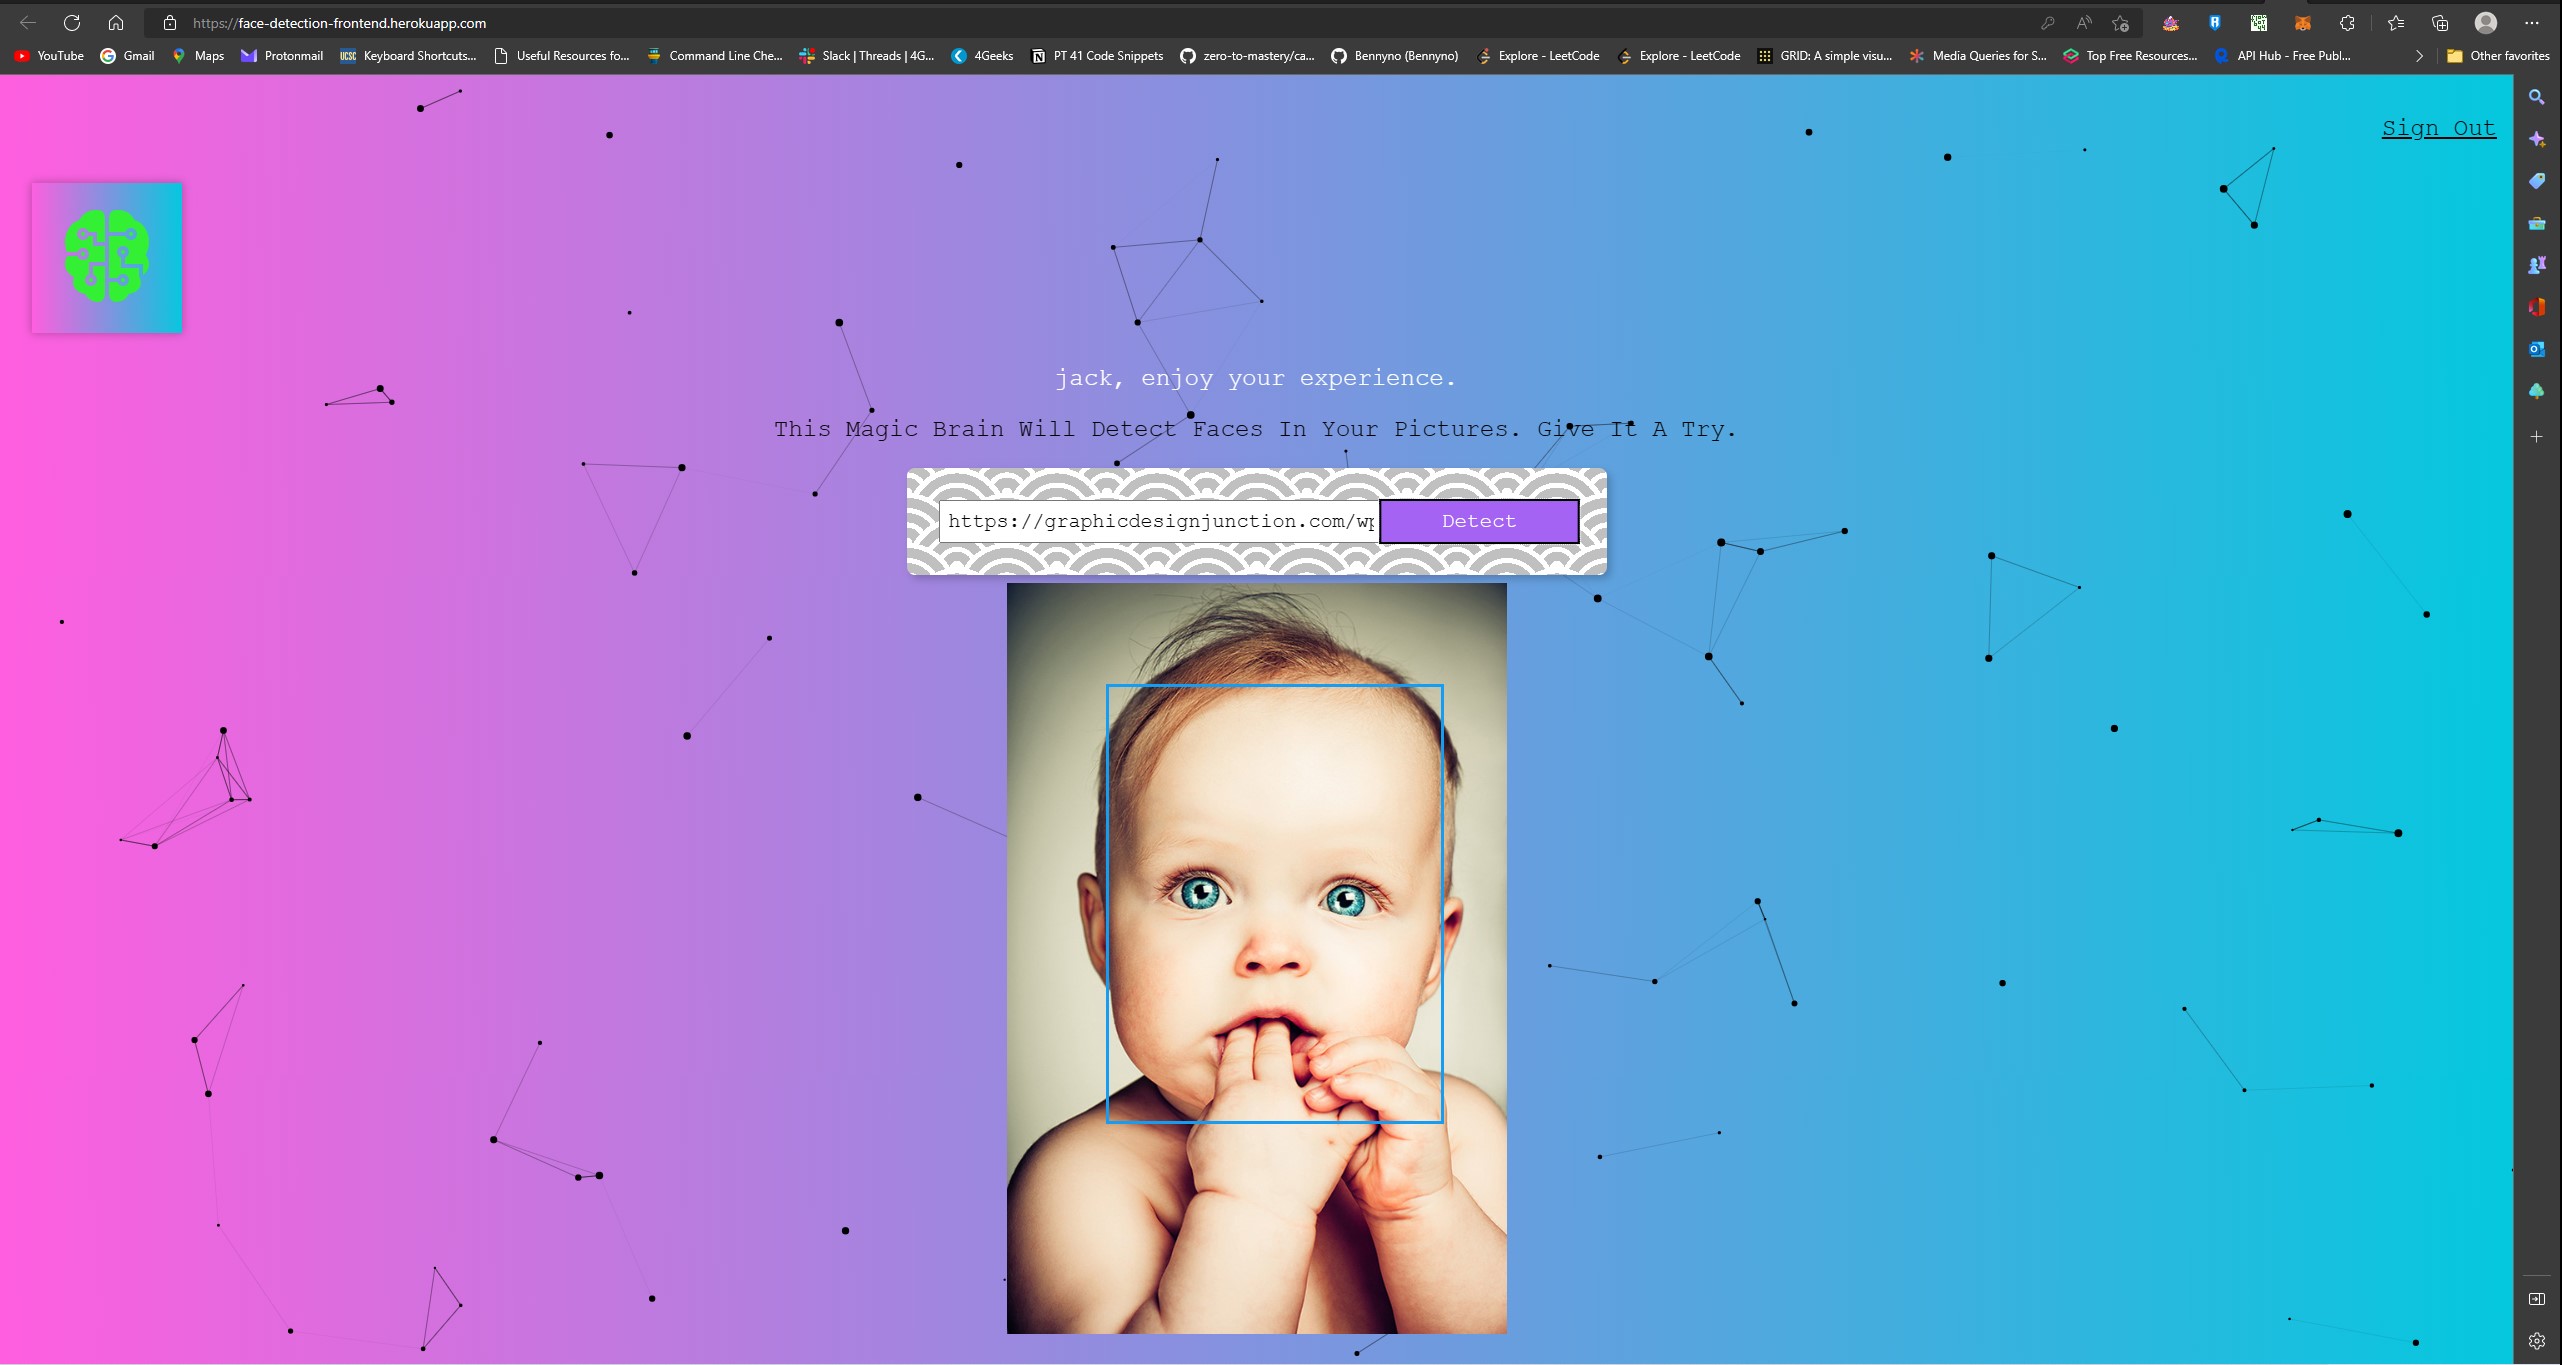 https://face-detection-frontend.herokuapp.com
YouTube Gmail Maps Protonmail UCSC Keyboard Shortcuts... Useful Resources fo... Command Line Che... Slack | Threads | 4G... 4Geeks PT 41 Code Snippets zero-to-mastery/ca... Bennyno (Bennyno) Explore - LeetCode Explore - LeetCode GRID: A simple visu... Media Queries for S... Top Free Resources... API Hub - Free Publ... Other favorites
Sign Out
jack, enjoy your experience.
This Magic Brain Will Detect Faces In Your Pictures. Give It A Try.
https://graphicdesignjunction.com/wp Detect